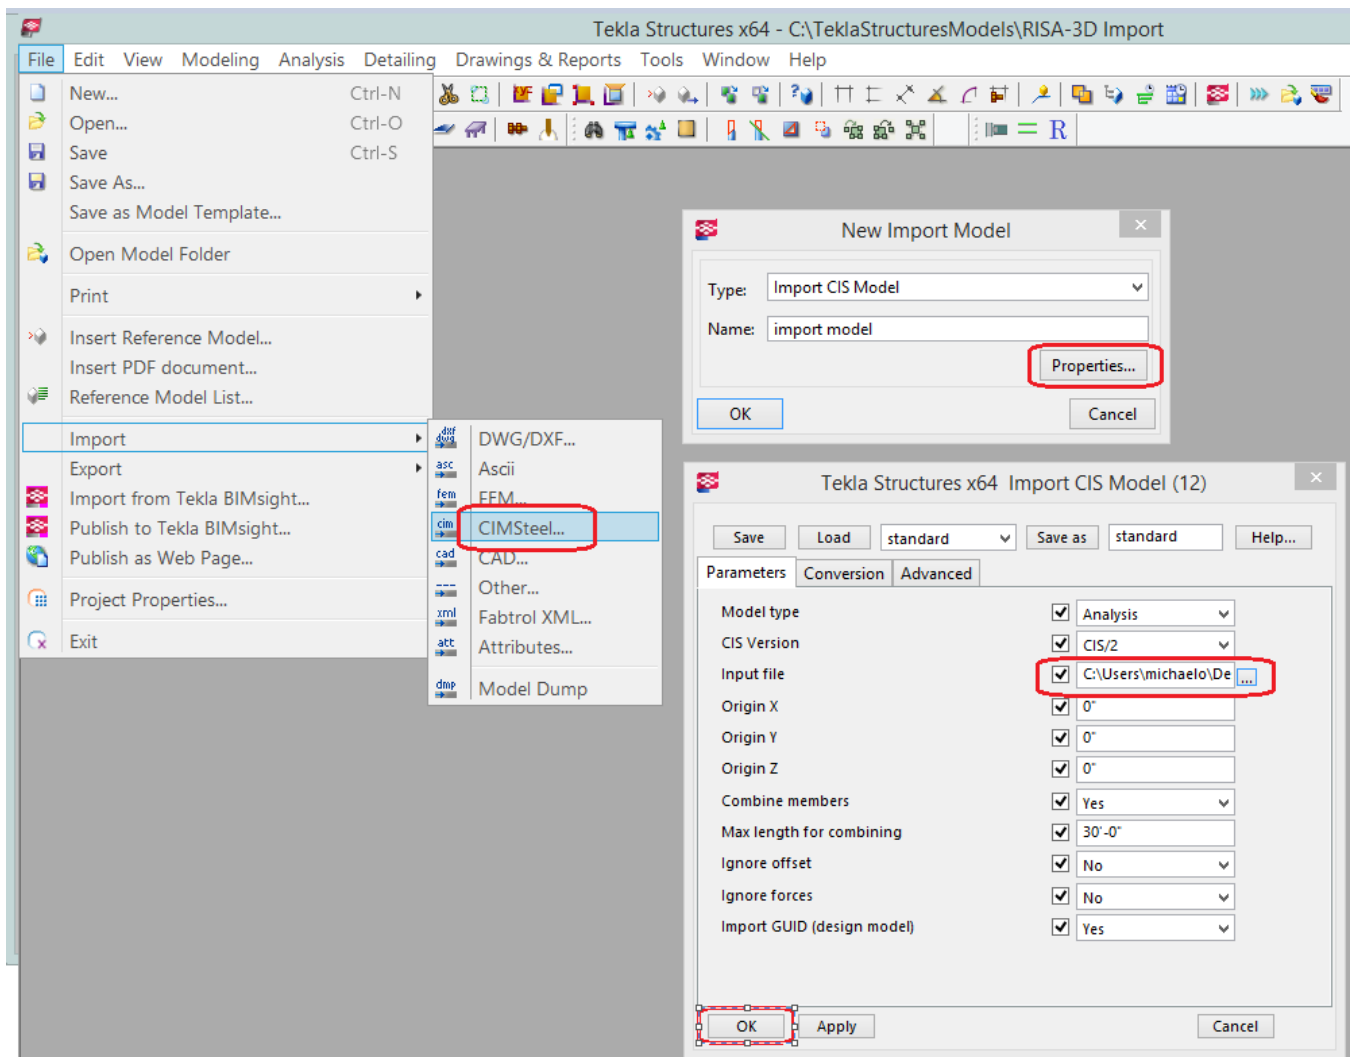 Tekla Structures x64 - C:\TeklaStructuresModels\RISA-3D Import
File Edit View Modeling Analysis Detailing Drawings & Reports Tools Window Help
New... Ctrl-N
Open... Ctrl-O
Save Ctrl-S
Save As...
Save as Model Template...
Open Model Folder
Print
Insert Reference Model...
Insert PDF document...
Reference Model List...
Import
Export
Import from Tekla BIMsight...
Publish to Tekla BIMsight...
Publish as Web Page...
Project Properties...
Exit
dxf dwg DWG/DXF...
asc Ascii
fem FEM...
cim CIMSteel...
cad CAD...
Other...
xml Fabtrol XML...
att Attributes...
dmp Model Dump
R
New Import Model
Type: Import CIS Model
Name: import model
Properties...
OK Cancel
Tekla Structures x64 Import CIS Model (12)
Save Load standard Save as standard Help...
Parameters Conversion Advanced
Model type Analysis
CIS Version CIS/2
Input file C:\Users\michaelo\De ...
Origin X 0"
Origin Y 0"
Origin Z 0"
Combine members Yes
Max length for combining 30'-0"
Ignore offset No
Ignore forces No
Import GUID (design model) Yes
OK Apply Cancel